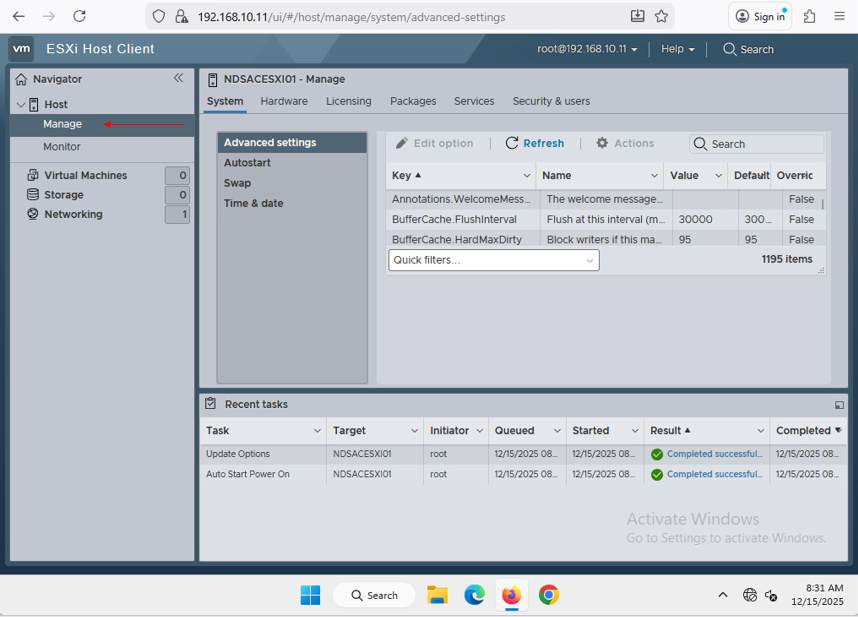 192.168.10.11/ui/#/host/manage/system/advanced-settings
Sign in
vm ESXi Host Client
root@192.168.10.11
Help
Search
Navigator
Host
Manage
Monitor
Virtual Machines 0
Storage 0
Networking 1
NDSACESXI01 - Manage
System Hardware Licensing Packages Services Security & users
Advanced settings
Autostart
Swap
Time & date
Edit option | Refresh | Actions
Search
Key Name Value Default Overric
Annotations.WelcomeMess... The welcome message... False
BufferCache.FlushInterval Flush at this interval (m... 30000 300... False
BufferCache.HardMaxDirty Block writers if this ma... 95 95 False
Quick filters...
1195 items
Recent tasks
Task Target Initiator Queued Started Result Completed
Update Options NDSACESXI01 root 12/15/2025 08... 12/15/2025 08... Completed successful... 12/15/2025 08...
Auto Start Power On NDSACESXI01 root 12/15/2025 08... 12/15/2025 08... Completed successful... 12/15/2025 08...
Activate Windows
Go to Settings to activate Windows.
Search
8:31 AM
12/15/2025